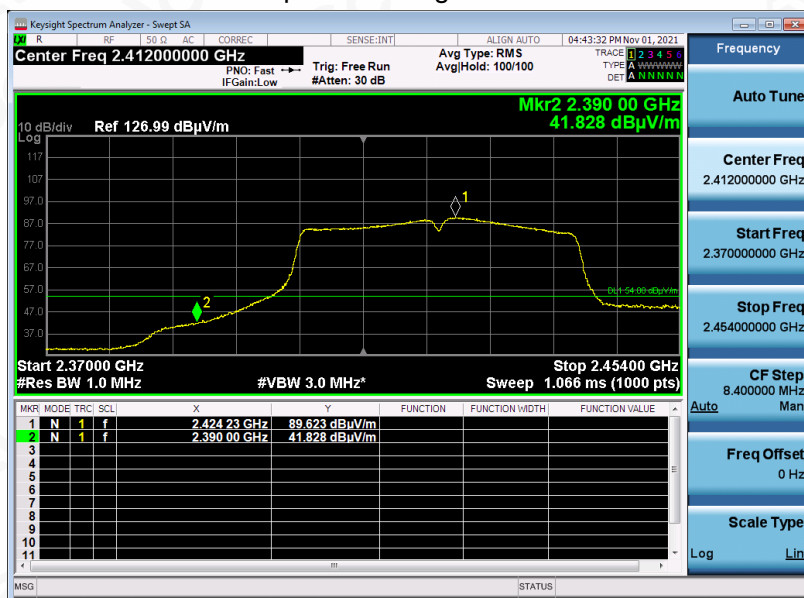 Keysight Spectrum Analyzer - Swept SA
LXI R RF 50 Ω AC CORREC SENSE:INT ALIGN AUTO 04:43:32 PM Nov 01, 2021
Center Freq 2.412000000 GHz
PNO: Fast
IFGain:Low
Trig: Free Run
#Atten: 30 dB
Avg Type: RMS
Avg|Hold: 100/100
TRACE 1 2 3 4 5 6
TYPE A WWWWW
DET A N N N N N
Mkr2 2.390 00 GHz
41.828 dBµV/m
10 dB/div Ref 126.99 dBµV/m
Log
117
107
97.0
87.0
77.0
67.0
57.0
47.0
37.0
1
2
DL1 54.00 dBµV/m
Start 2.37000 GHz Stop 2.45400 GHz
#Res BW 1.0 MHz #VBW 3.0 MHz* Sweep 1.066 ms (1000 pts)
MKR MODE TRC SCL X Y FUNCTION FUNCTION WIDTH FUNCTION VALUE
1 N 1 f 2.424 23 GHz 89.623 dBuV/m
2 N 1 f 2.390 00 GHz 41.828 dBuV/m
3
4
5
6
7
8
9
10
11
MSG STATUS
Frequency
Auto Tune
Center Freq
2.412000000 GHz
Start Freq
2.370000000 GHz
Stop Freq
2.454000000 GHz
CF Step
8.400000 MHz
Auto Man
Freq Offset
0 Hz
Scale Type
Log Lin